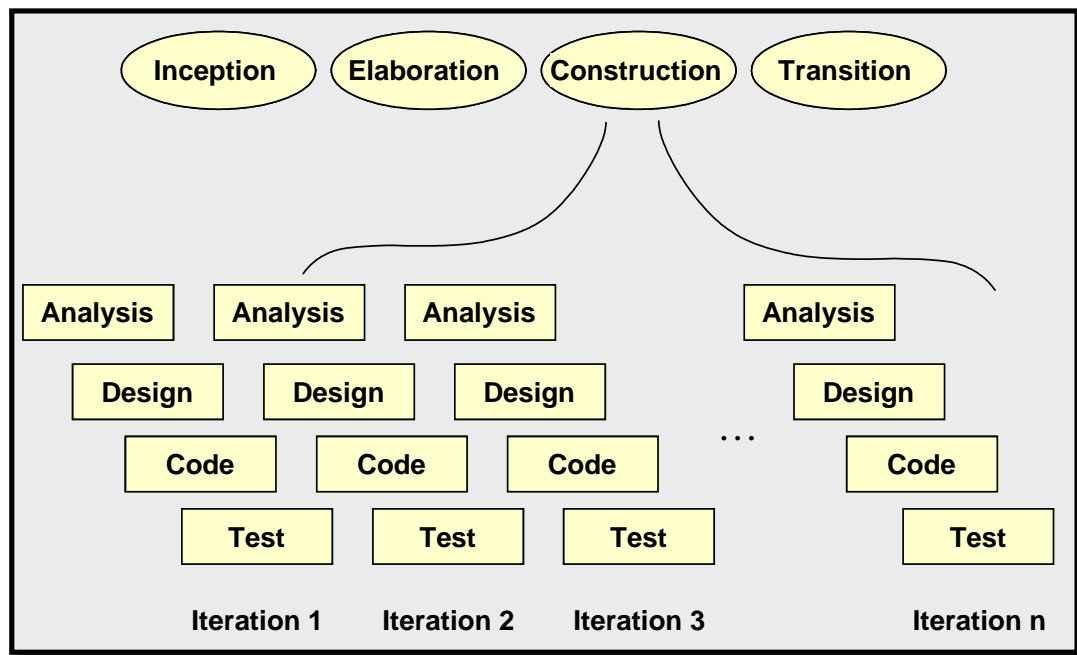 Inception Elaboration Construction Transition
Analysis Analysis Analysis Analysis
Design Design Design Design
...
Code Code Code Code
Test Test Test Test
Iteration 1 Iteration 2 Iteration 3 Iteration n